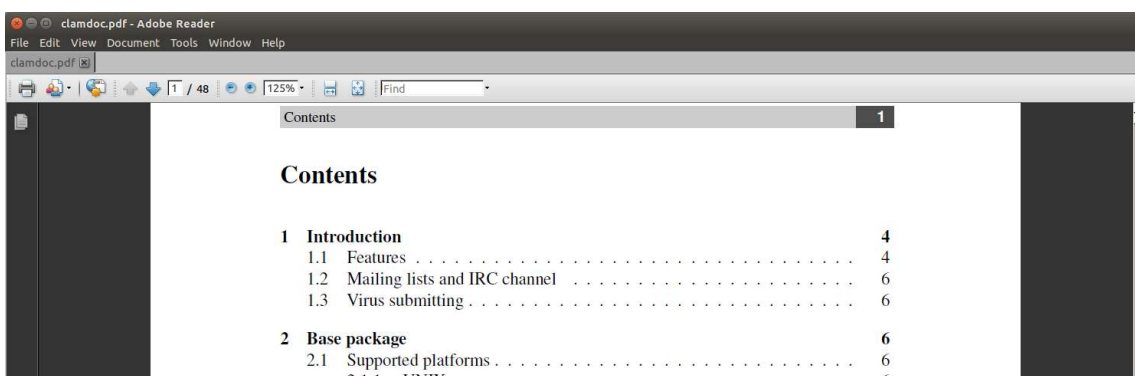 clamdoc.pdf - Adobe Reader
File Edit View Document Tools Window Help
clamdoc.pdf
1 / 48 125% Find
Contents 1
Contents
1 Introduction 4
1.1 Features . . . . . . . . . . . . . . . . . . . . . . . . . . . . . . . . . . 4
1.2 Mailing lists and IRC channel . . . . . . . . . . . . . . . . . . . . . . 6
1.3 Virus submitting . . . . . . . . . . . . . . . . . . . . . . . . . . . . . 6
2 Base package 6
2.1 Supported platforms . . . . . . . . . . . . . . . . . . . . . . . . . . . 6